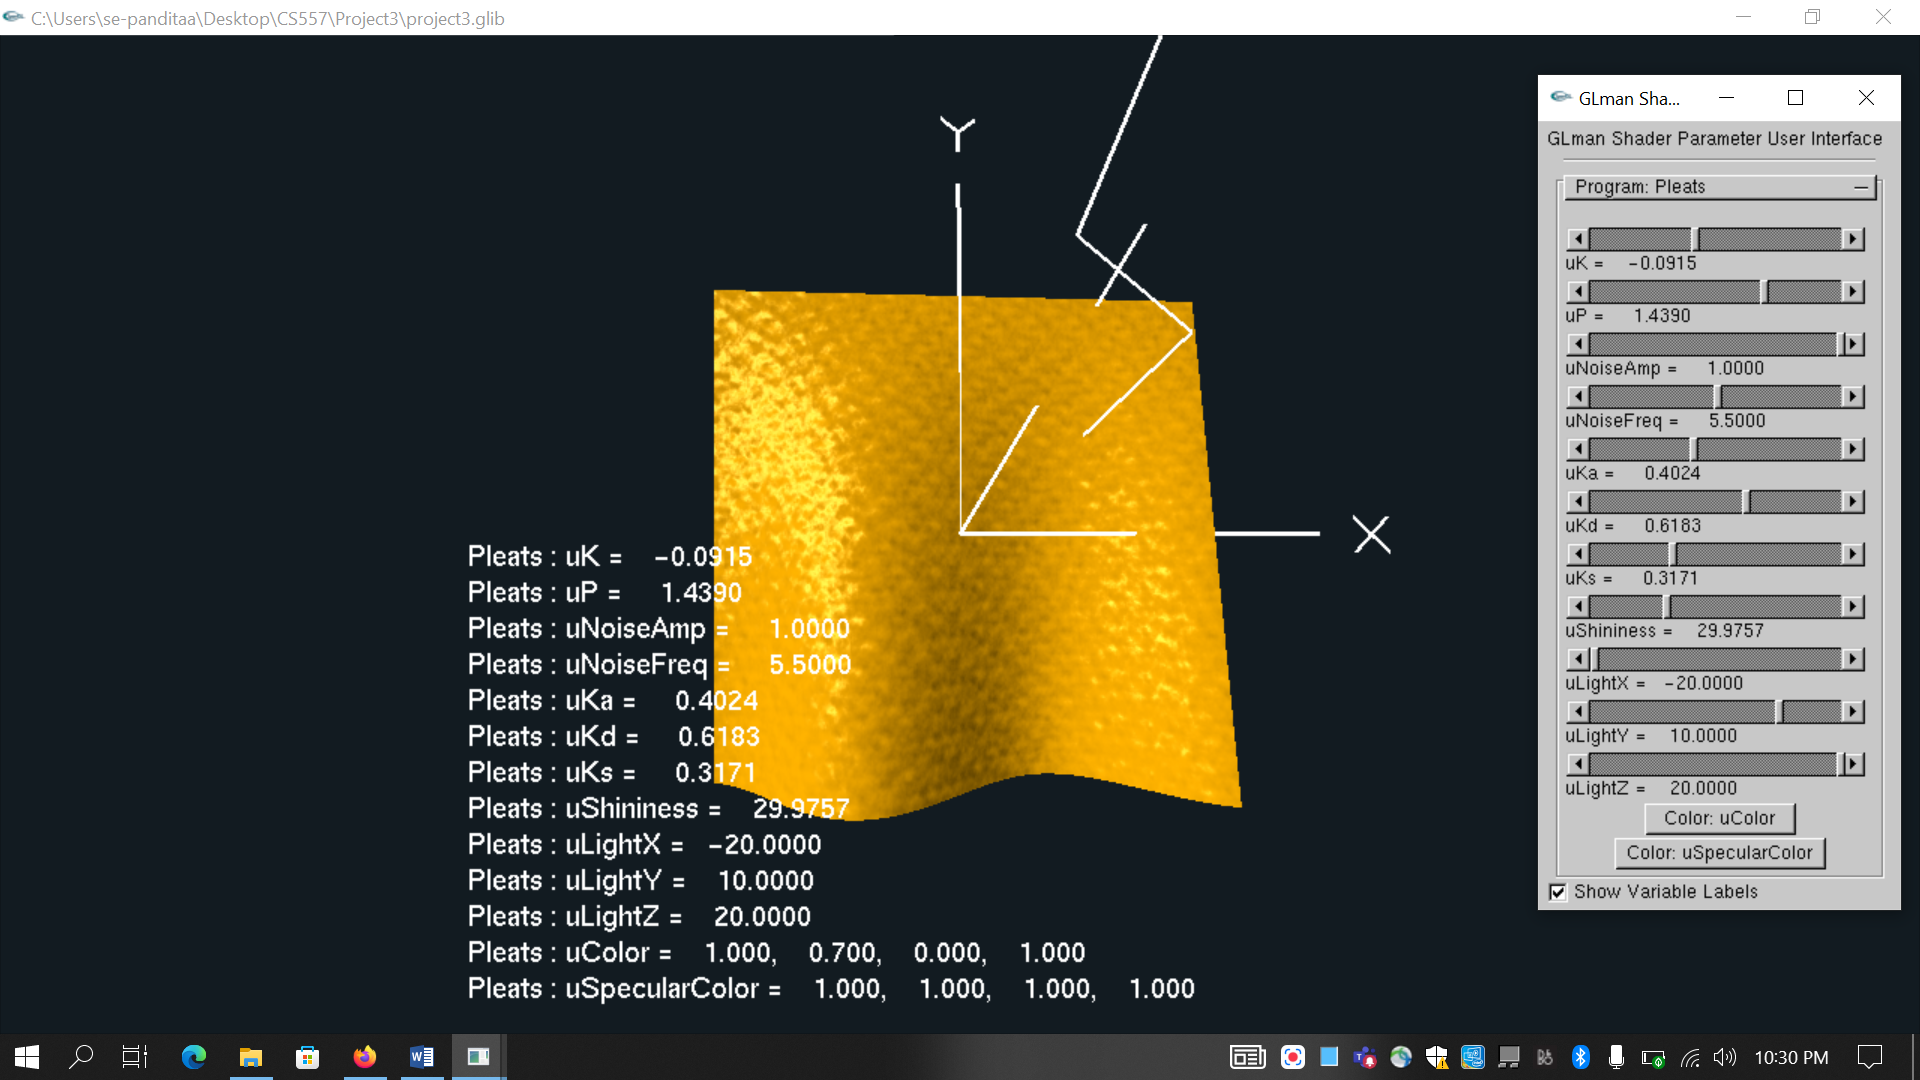 C:\Users\se-panditaa\Desktop\CS557\Project3\project3.glib
Y
X
Pleats : uK = -0.0915
Pleats : uP = 1.4390
Pleats : uNoiseAmp = 1.0000
Pleats : uNoiseFreq = 5.5000
Pleats : uKa = 0.4024
Pleats : uKd = 0.6183
Pleats : uKs = 0.3171
Pleats : uShininess = 29.9757
Pleats : uLightX = -20.0000
Pleats : uLightY = 10.0000
Pleats : uLightZ = 20.0000
Pleats : uColor = 1.000, 0.700, 0.000, 1.000
Pleats : uSpecularColor = 1.000, 1.000, 1.000, 1.000
GLman Sha...
GLman Shader Parameter User Interface
Program: Pleats
uK = -0.0915
uP = 1.4390
uNoiseAmp = 1.0000
uNoiseFreq = 5.5000
uKa = 0.4024
uKd = 0.6183
uKs = 0.3171
uShininess = 29.9757
uLightX = -20.0000
uLightY = 10.0000
uLightZ = 20.0000
Color: uColor
Color: uSpecularColor
Show Variable Labels
10:30 PM